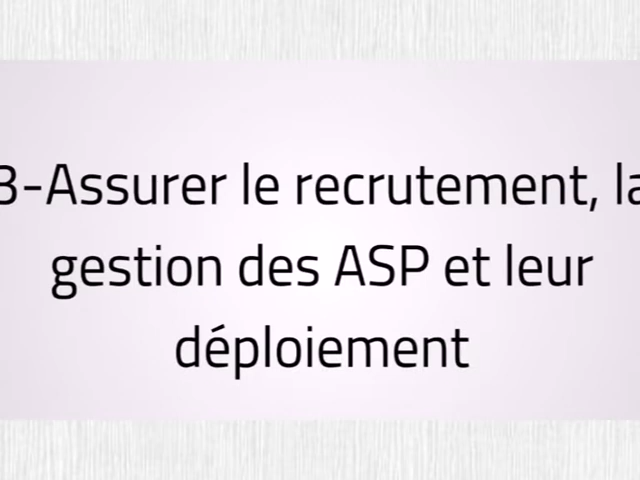 3-Assurer le recrutement, la
gestion des ASP et leur
déploiement